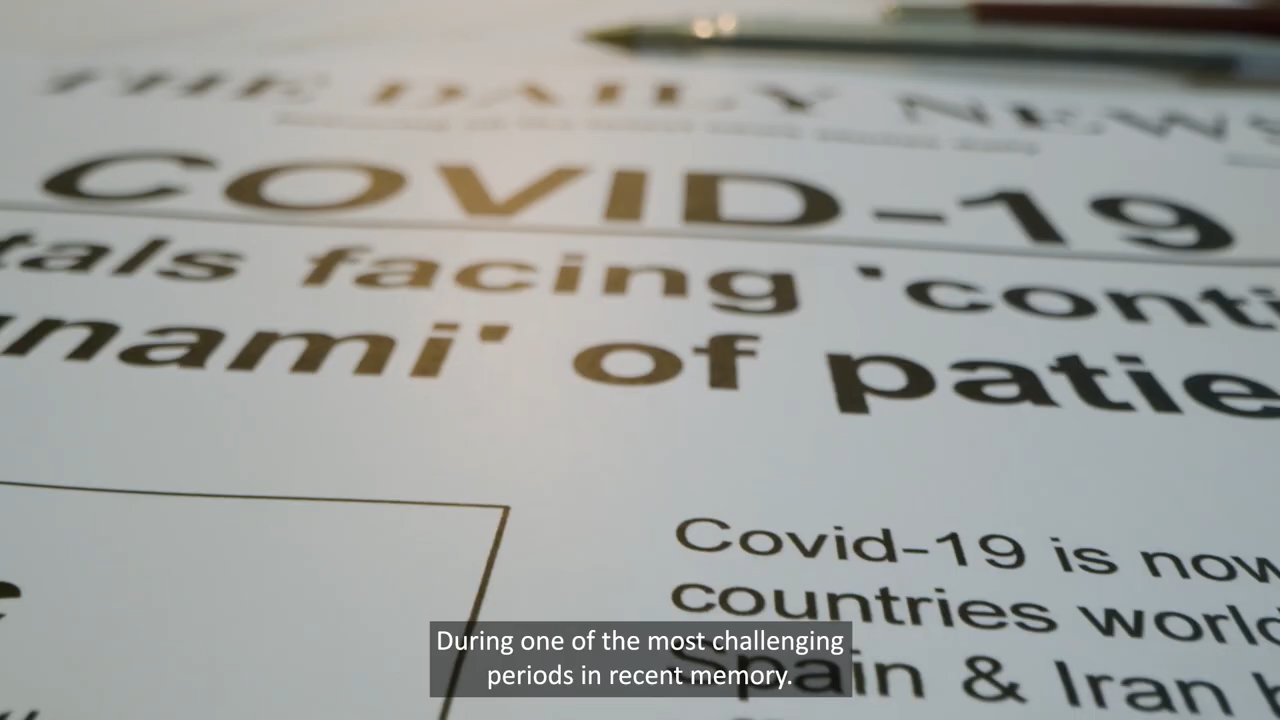 THE DAILY NEWS
COVID-19
tals facing 'conti
unami' of patie
Covid-19 is now
countries world
Spain & Iran
During one of the most challenging
periods in recent memory.